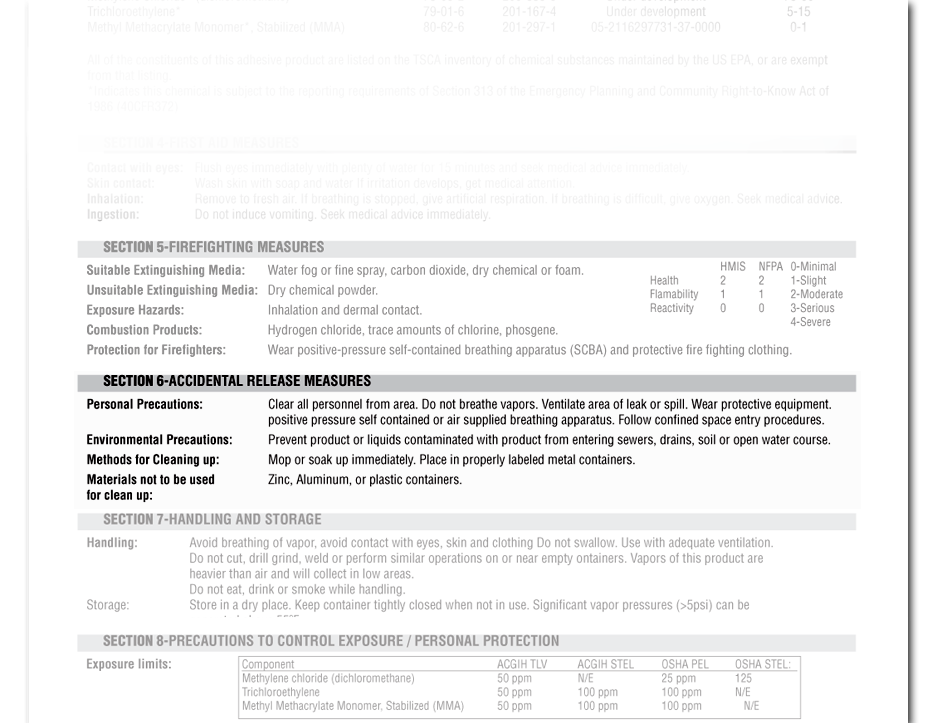 Trichloroethylene* 79-01-6 201-167-4 Under development 5-15
Methyl Methacrylate Monomer*, Stabilized (MMA) 80-62-6 201-297-1 05-2116297731-37-0000 0-1
All of the constituents of this adhesive product are listed on the TSCA inventory of chemical substances maintained by the US EPA, or are exempt
from that listing.
*Indicates this chemical is subject to the reporting requirements of Section 313 of the Emergency Planning and Community Right-to-Know Act of
1986 (40CFR372).
SECTION 4-FIRST AID MEASURES
Contact with eyes: Flush eyes immediately with plenty of water for 15 minutes and seek medical advice immediately.
Skin contact: Wash skin with soap and water. If irritation develops, get medical attention.
Inhalation: Remove to fresh air. If breathing is stopped, give artificial respiration. If breathing is difficult, give oxygen. Seek medical advice.
Ingestion: Do not induce vomiting. Seek medical advice immediately.
SECTION 5-FIREFIGHTING MEASURES
Suitable Extinguishing Media: Water fog or fine spray, carbon dioxide, dry chemical or foam.
Unsuitable Extinguishing Media: Dry chemical powder.
Exposure Hazards: Inhalation and dermal contact.
Combustion Products: Hydrogen chloride, trace amounts of chlorine, phosgene.
Protection for Firefighters: Wear positive-pressure self-contained breathing apparatus (SCBA) and protective fire fighting clothing.
HMIS NFPA 0-Minimal
Health 2 2 1-Slight
Flamability 1 1 2-Moderate
Reactivity 0 0 3-Serious
4-Severe
SECTION 6-ACCIDENTAL RELEASE MEASURES
Personal Precautions: Clear all personnel from area. Do not breathe vapors. Ventilate area of leak or spill. Wear protective equipment.
positive pressure self contained or air supplied breathing apparatus. Follow confined space entry procedures.
Environmental Precautions: Prevent product or liquids contaminated with product from entering sewers, drains, soil or open water course.
Methods for Cleaning up: Mop or soak up immediately. Place in properly labeled metal containers.
Materials not to be used Zinc, Aluminum, or plastic containers.
for clean up:
SECTION 7-HANDLING AND STORAGE
Handling: Avoid breathing of vapor, avoid contact with eyes, skin and clothing Do not swallow. Use with adequate ventilation.
Do not cut, drill grind, weld or perform similar operations on or near empty ontainers. Vapors of this product are
heavier than air and will collect in low areas.
Do not eat, drink or smoke while handling.
Storage: Store in a dry place. Keep container tightly closed when not in use. Significant vapor pressures (>5psi) can be
SECTION 8-PRECAUTIONS TO CONTROL EXPOSURE / PERSONAL PROTECTION
Exposure limits: Component ACGIH TLV ACGIH STEL OSHA PEL OSHA STEL:
Methylene chloride (dichloromethane) 50 ppm N/E 25 ppm 125
Trichloroethylene 50 ppm 100 ppm 100 ppm N/E
Methyl Methacrylate Monomer, Stabilized (MMA) 50 ppm 100 ppm 100 ppm N/E